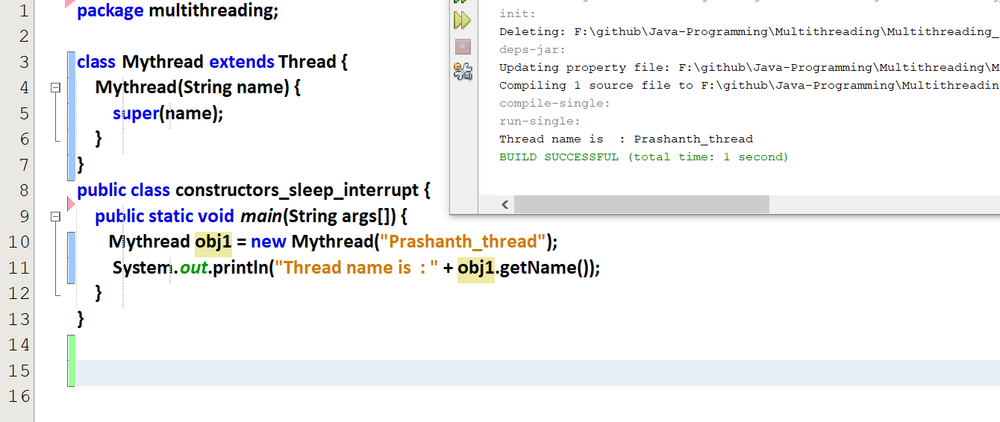 1 package multithreading;
2
3 class Mythread extends Thread {
4 Mythread(String name) {
5 super(name);
6 }
7 }
8 public class constructors_sleep_interrupt {
9 public static void main(String args[]) {
10 Mythread obj1 = new Mythread("Prashanth_thread");
11 System.out.println("Thread name is  : " + obj1.getName());
12 }
13 }
14
15
16
init:
Deleting: F:\github\Java-Programming\Multithreading\Multithreading_
deps-jar:
Updating property file: F:\github\Java-Programming\Multithreading\M
Compiling 1 source file to F:\github\Java-Programming\Multithreadin
compile-single:
run-single:
Thread name is  : Prashanth_thread
BUILD SUCCESSFUL (total time: 1 second)